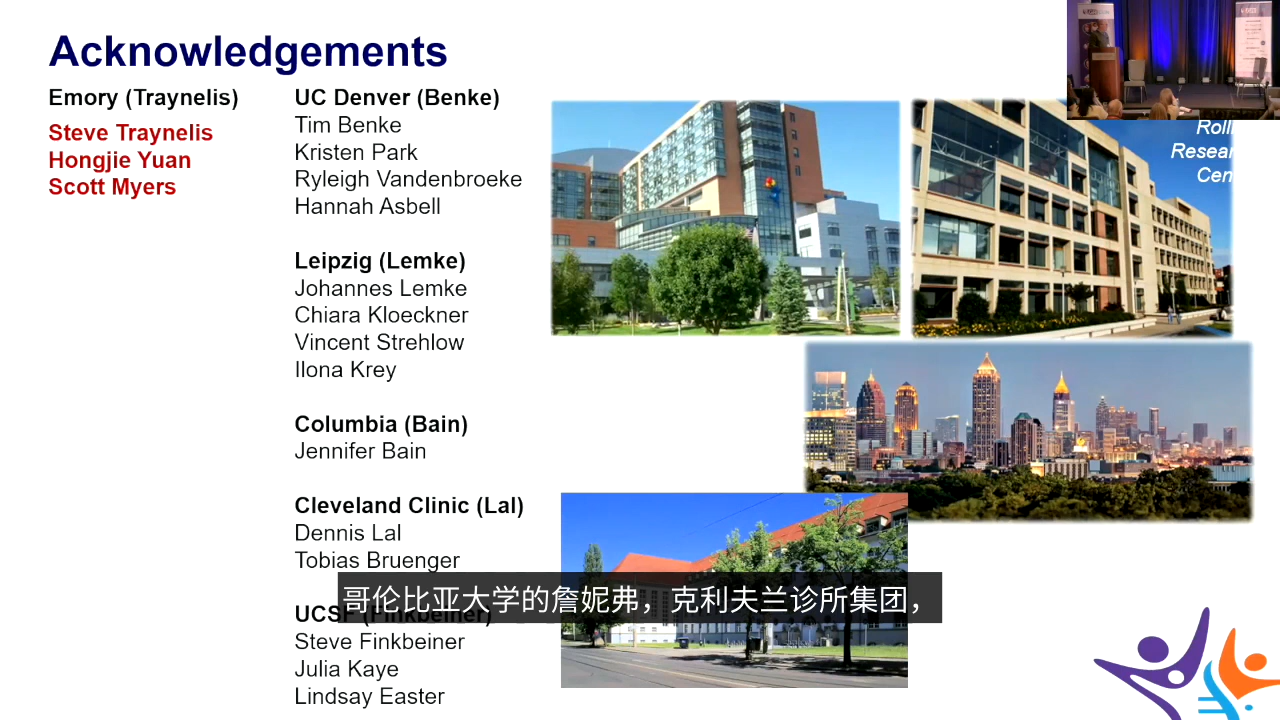 Acknowledgements
Emory (Traynelis)
Steve Traynelis
Hongjie Yuan
Scott Myers
UC Denver (Benke)
Tim Benke
Kristen Park
Ryleigh Vandenbroeke
Hannah Asbell
Leipzig (Lemke)
Johannes Lemke
Chiara Kloeckner
Vincent Strehlow
Ilona Krey
Columbia (Bain)
Jennifer Bain
Cleveland Clinic (Lal)
Dennis Lal
Tobias Bruenger
UCSF (Finkbeiner)
Steve Finkbeiner
Julia Kaye
Lindsay Easter
哥伦比亚大学的詹妮弗，克利夫兰诊所集团，